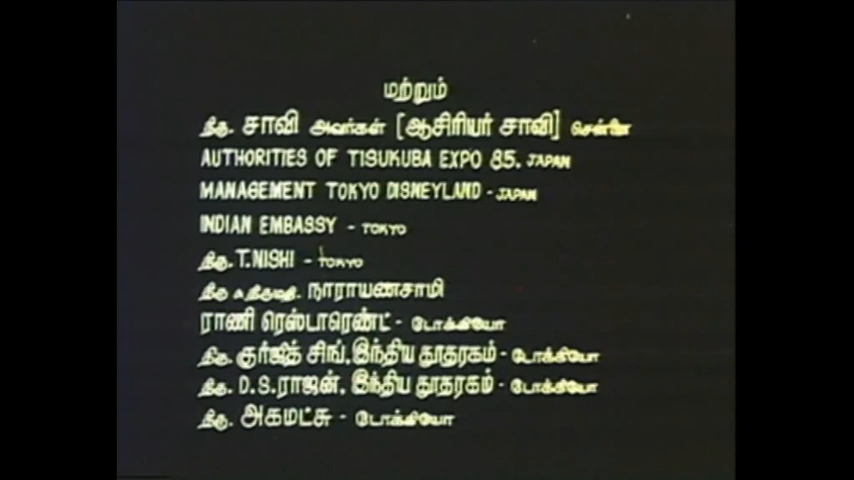 மற்றும்
திரு. சாவி அவர்கள் [ஆசிரியர் சாவி] சென்னை
AUTHORITIES OF TISUKUBA EXPO 85. JAPAN
MANAGEMENT TOKYO DISNEYLAND - JAPAN
INDIAN EMBASSY - TOKYO
திரு. T.NISHI - TOKYO
திரு & திருமதி. நாராயணசாமி
ராணி ரெஸ்டாரெண்ட் - டோக்கியோ
திரு. குர்ஜித் சிங். இந்திய தூதரகம் - டோக்கியோ
திரு. D.S.ராஜன். இந்திய தூதரகம் - டோக்கியோ
திரு. அகமட்சு - டோக்கியோ